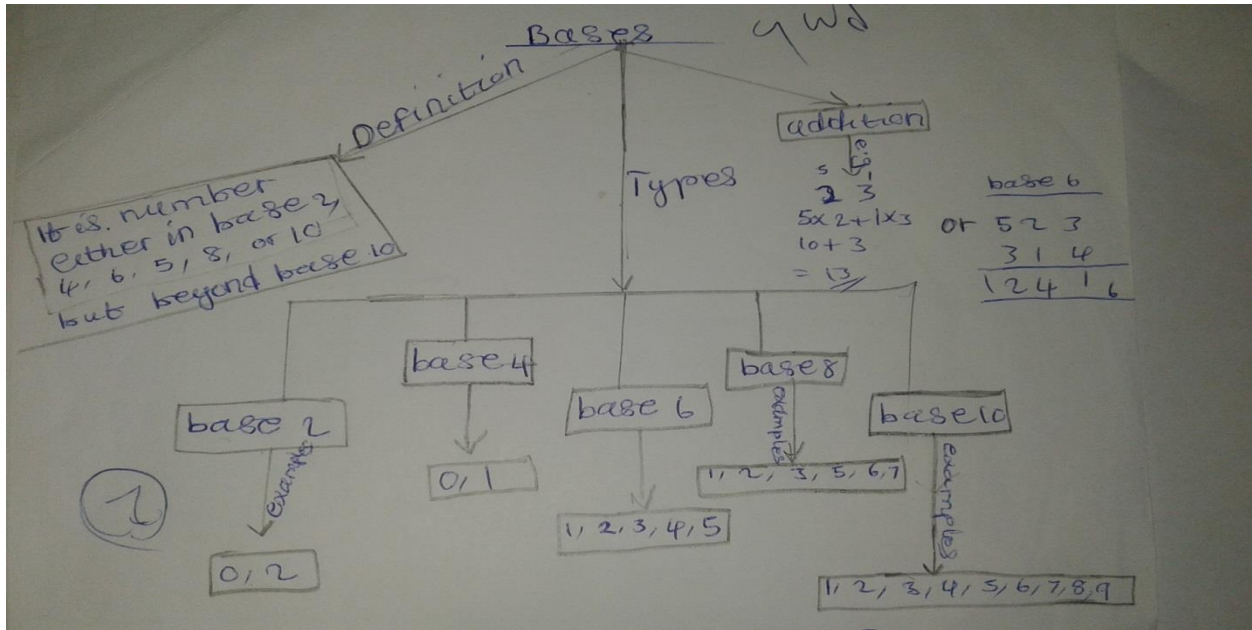 Bases
Definition
It is. number
either in base 2,
4, 6, 5, 8, or 10
but beyond base 10
Types
addition
e.g.
5
2 3
5x2+1x3
10+3
= 13
or
base 6
5 2 3
3 1 4
1 2 4 1 6
base 2
examples
0, 2
base 4
0, 1
base 6
1, 2, 3, 4, 5
base 8
examples
1, 2, 3, 5, 6, 7
base 10
examples
1, 2, 3, 4, 5, 6, 7, 8, 9